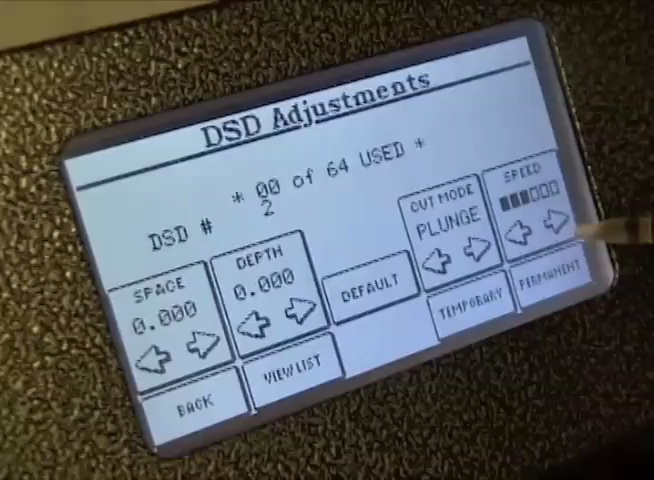 DSD Adjustments
* 00 of 64 USED *
DSD # 2
SPACE
0.000
DEPTH
0.000
DEFAULT
CUT MODE
PLUNGE
SPEED
BACK
VIEW LIST
TEMPORARY
PERMANENT